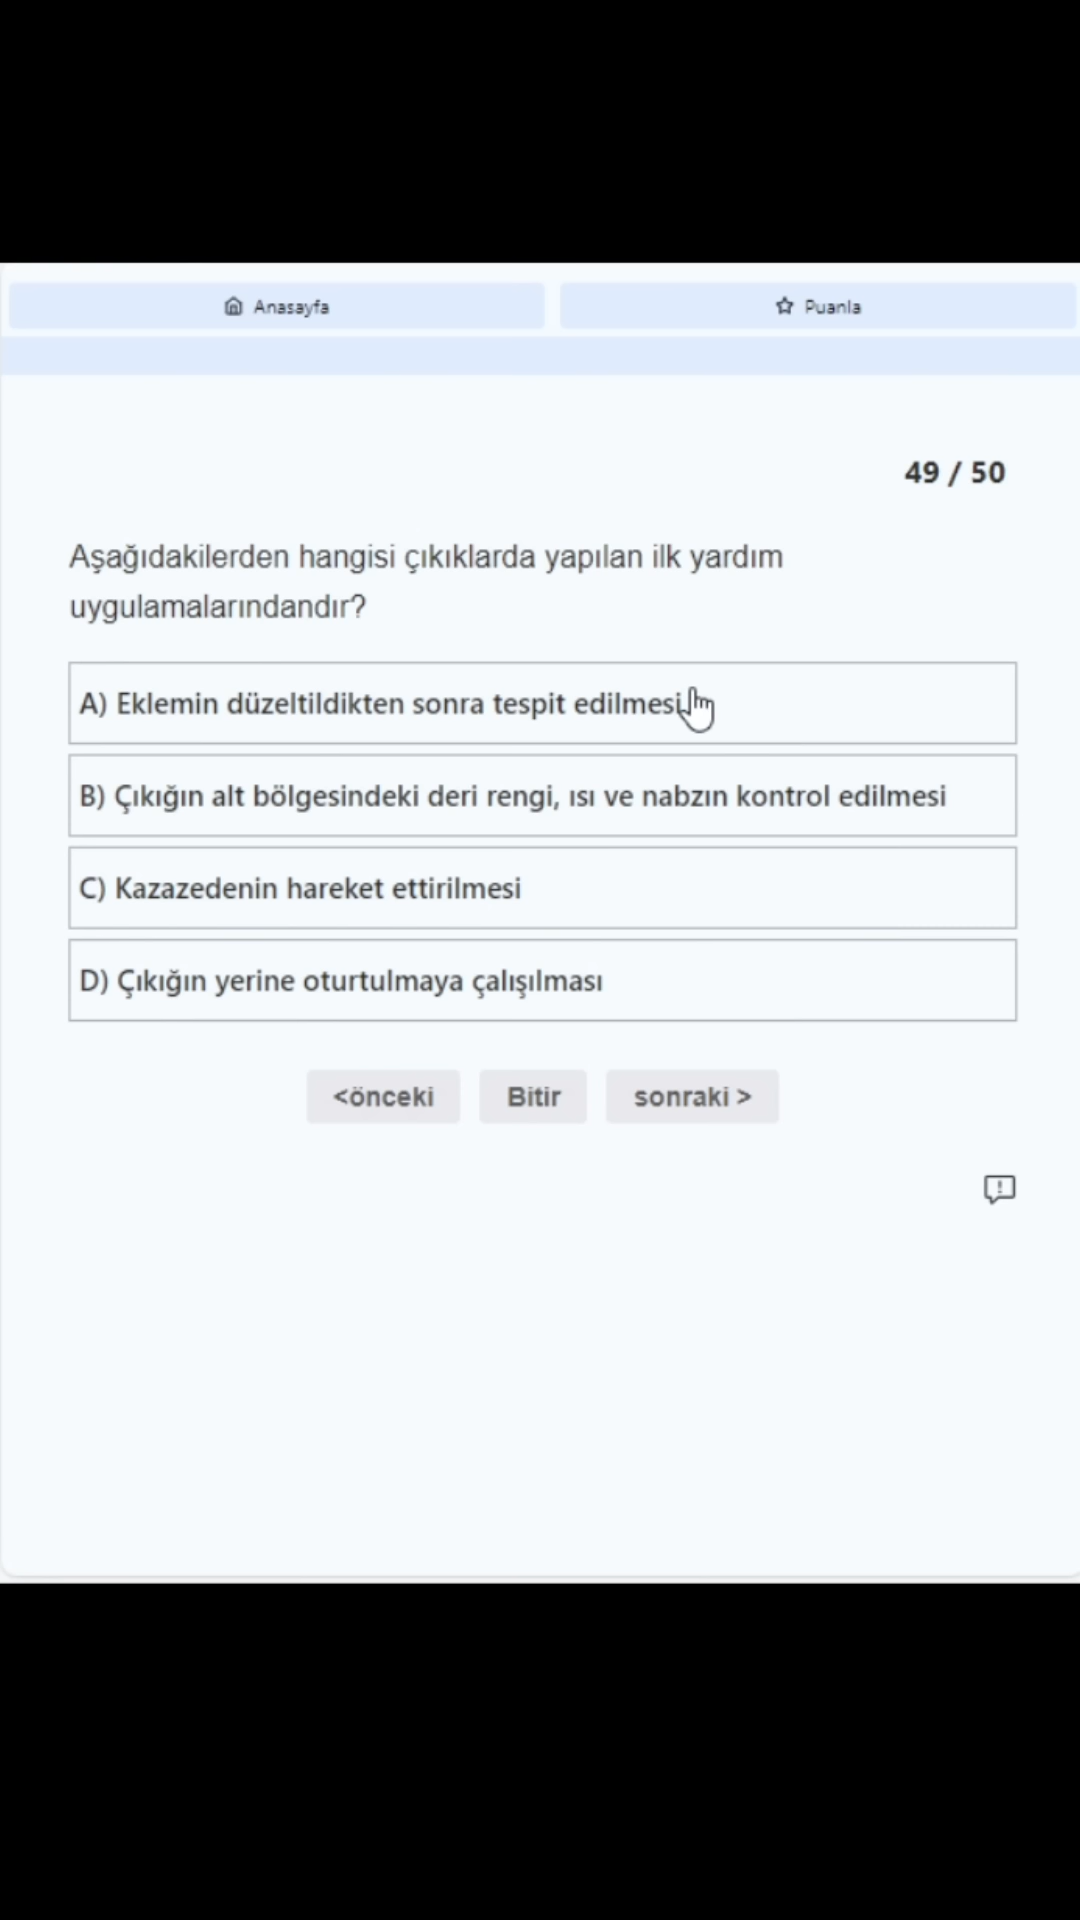 Anasayfa
Puanla
49 / 50
Aşağıdakilerden hangisi çıkıklarda yapılan ilk yardım
uygulamalarındandır?
A) Eklemin düzeltildikten sonra tespit edilmesi
B) Çıkığın alt bölgesindeki deri rengi, ısı ve nabzın kontrol edilmesi
C) Kazazedenin hareket ettirilmesi
D) Çıkığın yerine oturtulmaya çalışılması
<önceki
Bitir
sonraki >